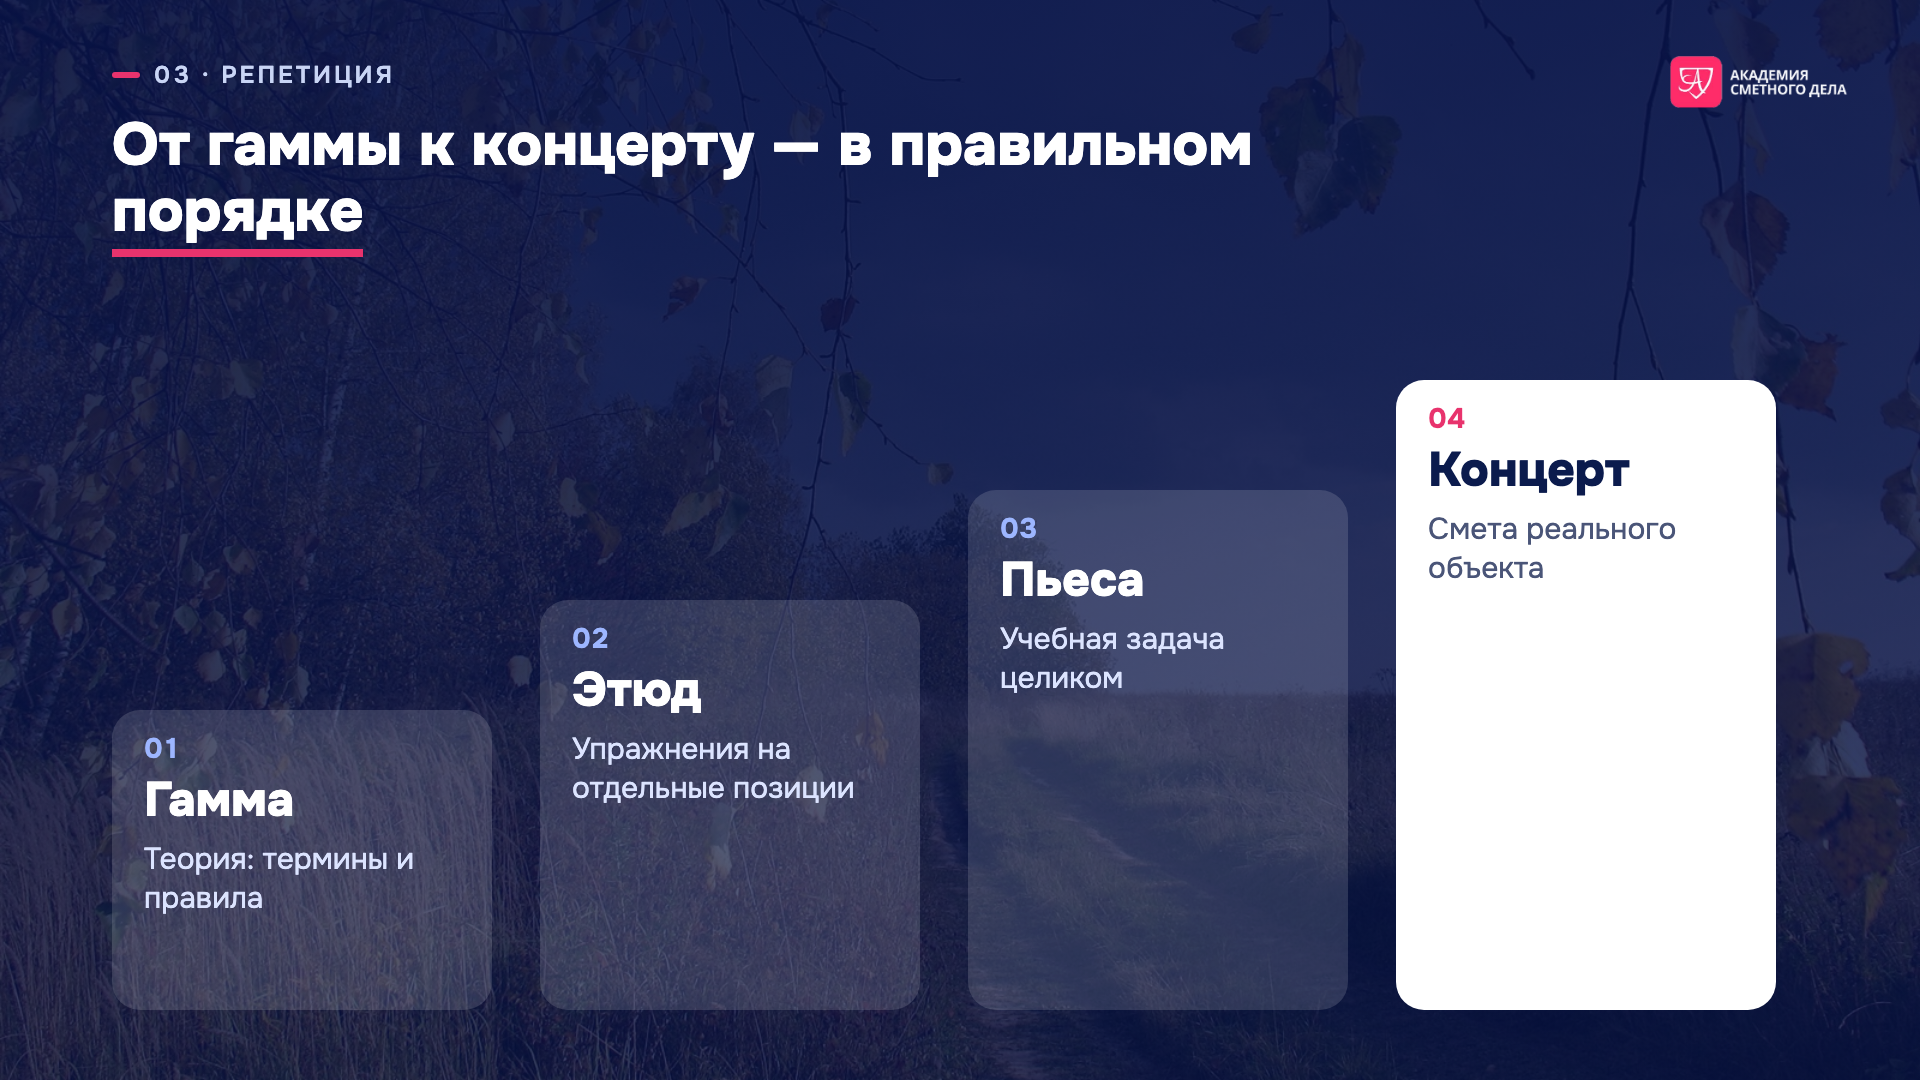 03 · РЕПЕТИЦИЯ
АКАДЕМИЯ
СМЕТНОГО ДЕЛА
От гаммы к концерту — в правильном
порядке
01
Гамма
Теория: термины и
правила
02
Этюд
Упражнения на
отдельные позиции
03
Пьеса
Учебная задача
целиком
04
Концерт
Смета реального
объекта